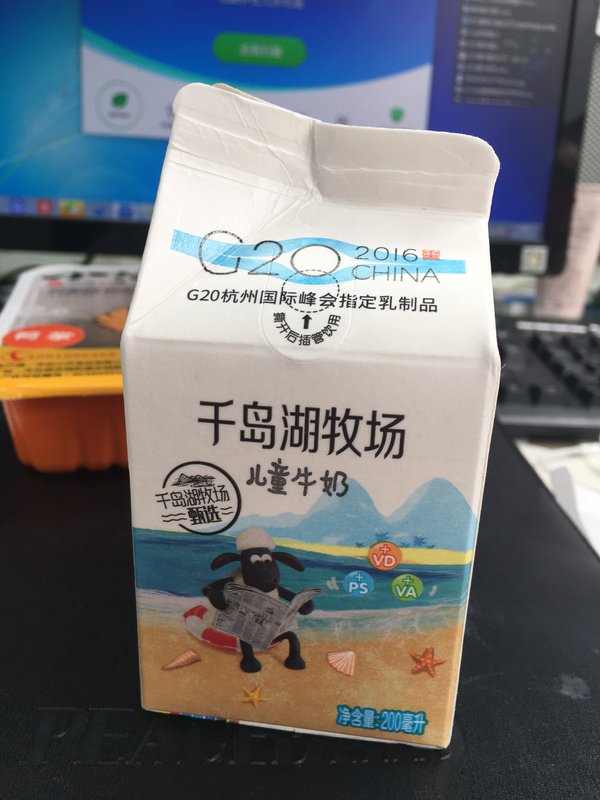 G20 2016
CHINA
G20杭州国际峰会指定乳制品
撕开后插管饮用
千岛湖牧场
儿童牛奶
千岛湖牧场
甄选
+
VD
+
PS
+
VA
净含量:200毫升